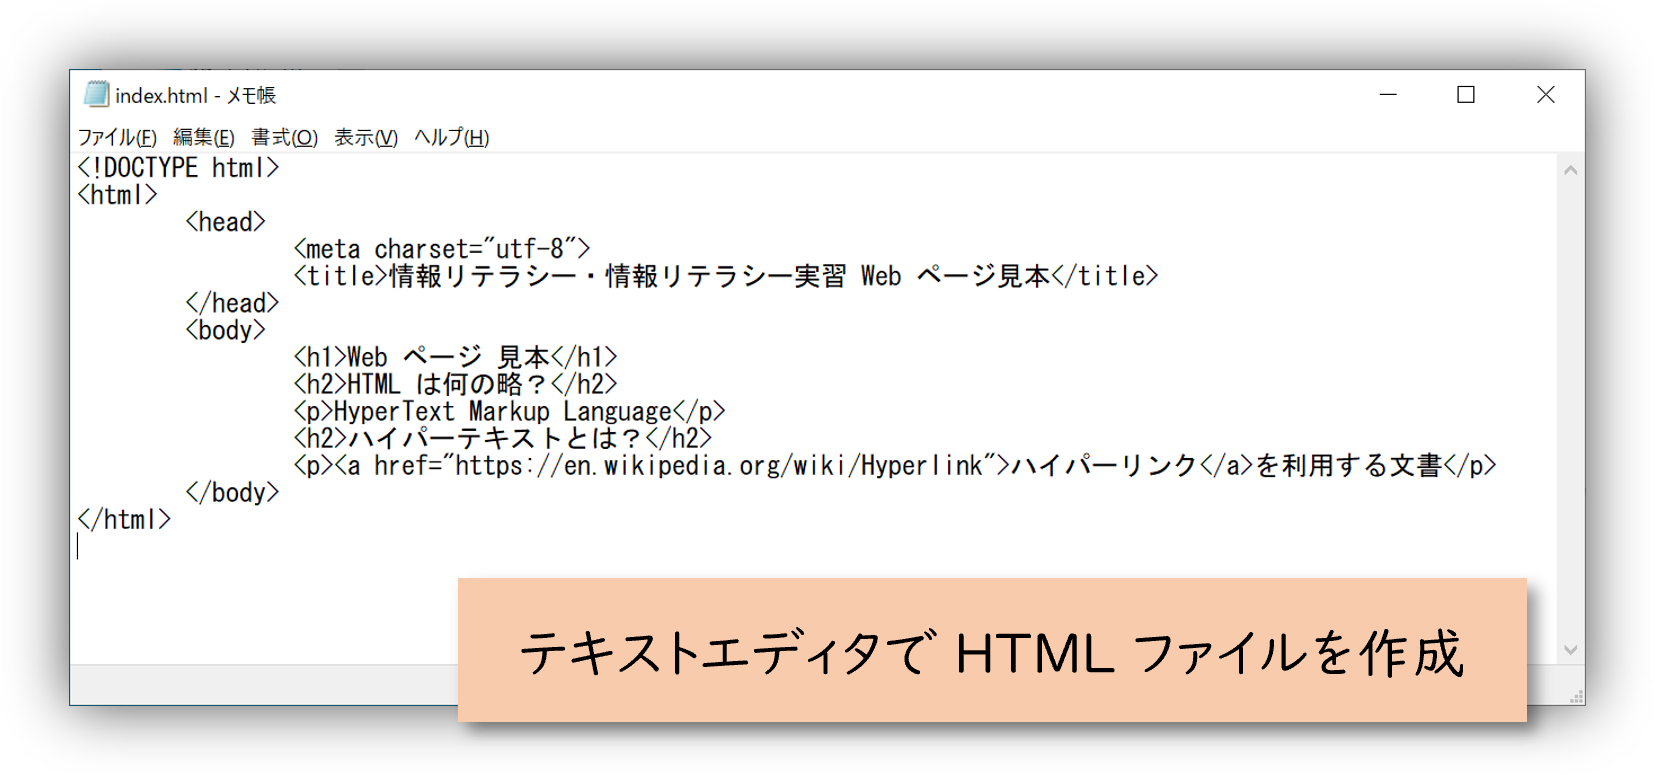 index.html - メモ帳
ファイル(F) 編集(E) 書式(O) 表示(V) ヘルプ(H)
<!DOCTYPE html>
<html>
<head>
<meta charset="utf-8">
<title>情報リテラシー・情報リテラシー実習 Web ページ見本</title>
</head>
<body>
<h1>Web ページ 見本</h1>
<h2>HTML は何の略？</h2>
<p>HyperText Markup Language</p>
<h2>ハイパーテキストとは？</h2>
<p><a href="https://en.wikipedia.org/wiki/Hyperlink">ハイパーリンク</a>を利用する文書</p>
</body>
</html>
テキストエディタで HTML ファイルを作成